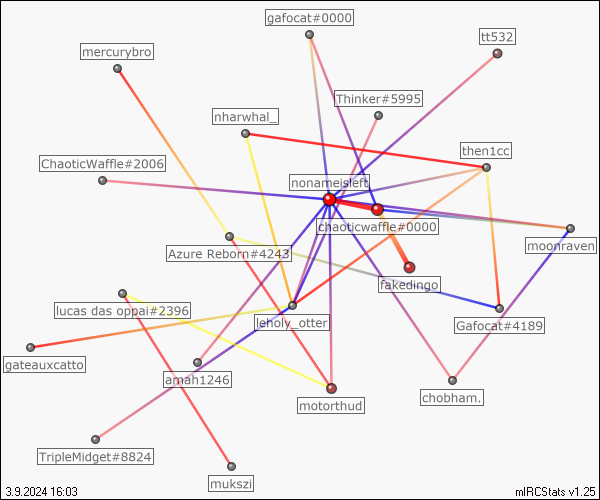 gafocat#0000
tt532
mercurybro
Thinker#5995
nharwhal_
then1cc
ChaoticWaffle#2006
nonameisleft
chaoticwaffle#0000
moonraven
Azure Reborn#4243
fakedingo
lucas das oppai#2396
leholy_otter
Gafocat#4189
gateauxcatto
amah1246
chobham.
motorthud
TripleMidget#8824
mukszi
3.9.2024 16:03
mIRCStats v1.25